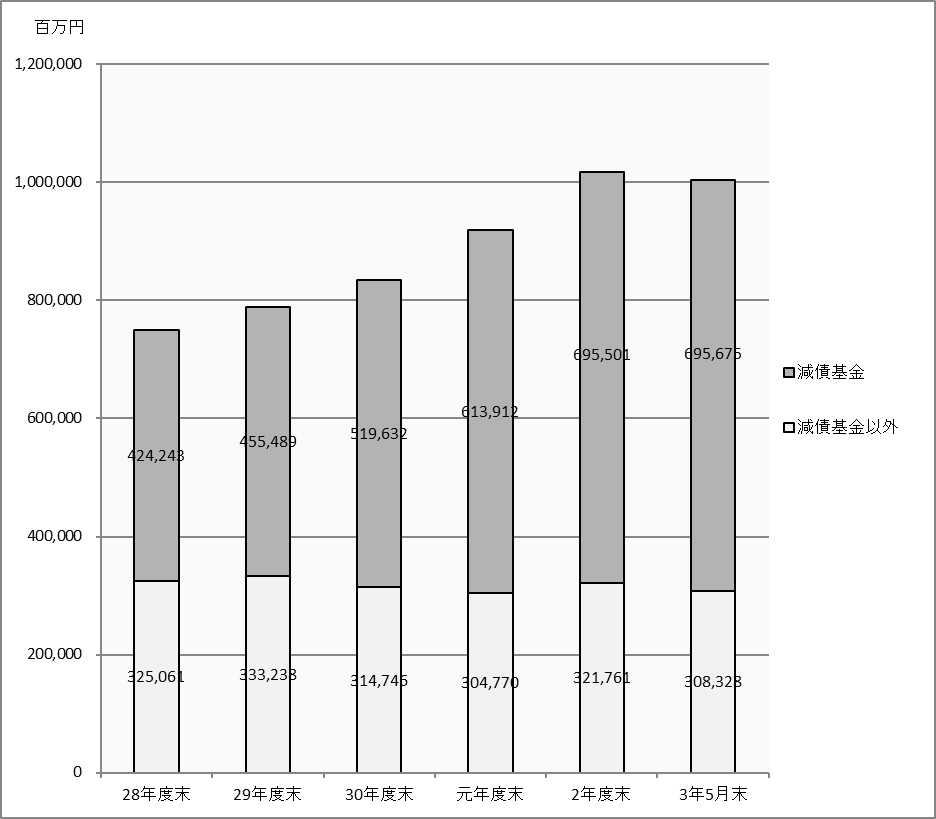 百万円
1,200,000
1,000,000
800,000
600,000
400,000
200,000
0
424,243
455,489
519,632
613,912
695,501
695,675
325,061
333,238
314,746
304,770
321,761
308,328
28年度末
29年度末
30年度末
元年度末
2年度末
3年5月末
減債基金
減債基金以外